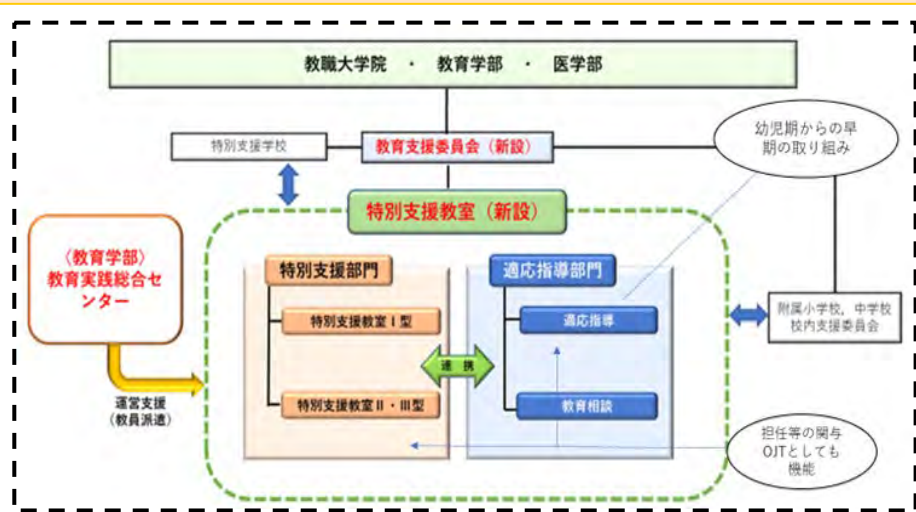 教職大学院 ・ 教育学部 ・ 医学部
幼児期からの早
期の取り組み
特別支援学校
教育支援委員会（新設）
特別支援教室（新設）
（教育学部）
教育実践総合セ
ンター
特別支援部門
適応指導部門
特別支援教室Ⅰ型
適応指導
附属小学校，中学校
校内支援委員会
連携
特別支援教室Ⅱ・Ⅲ型
教育相談
運営支援
（教員派遣）
担任等の関与
OJTとしても
機能